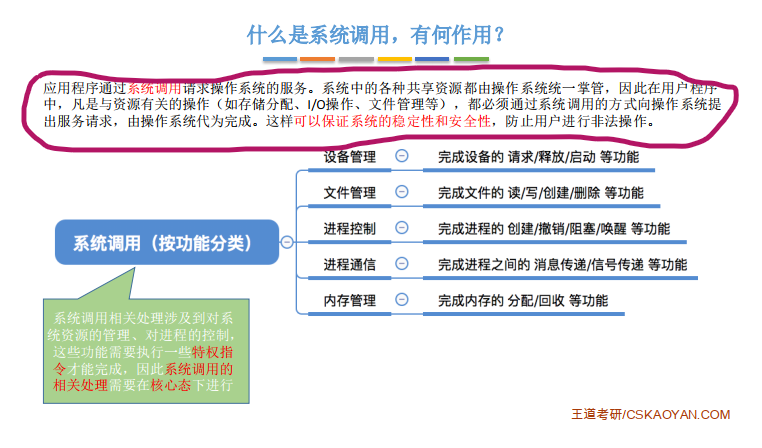 什么是系统调用，有何作用？
应用程序通过系统调用请求操作系统的服务。系统中的各种共享资源都由操作系统统一掌管，因此在用户程序
中，凡是与资源有关的操作（如存储分配、I/O操作、文件管理等），都必须通过系统调用的方式向操作系统提
出服务请求，由操作系统代为完成。这样可以保证系统的稳定性和安全性，防止用户进行非法操作。
设备管理 完成设备的 请求/释放/启动 等功能
文件管理 完成文件的 读/写/创建/删除 等功能
进程控制 完成进程的 创建/撤销/阻塞/唤醒 等功能
系统调用（按功能分类）
进程通信 完成进程之间的 消息传递/信号传递 等功能
内存管理 完成内存的 分配/回收 等功能
系统调用相关处理涉及到对系
统资源的管理、对进程的控制，
这些功能需要执行一些特权指
令才能完成，因此系统调用的
相关处理需要在核心态下进行
王道考研/CSKAOYAN.COM